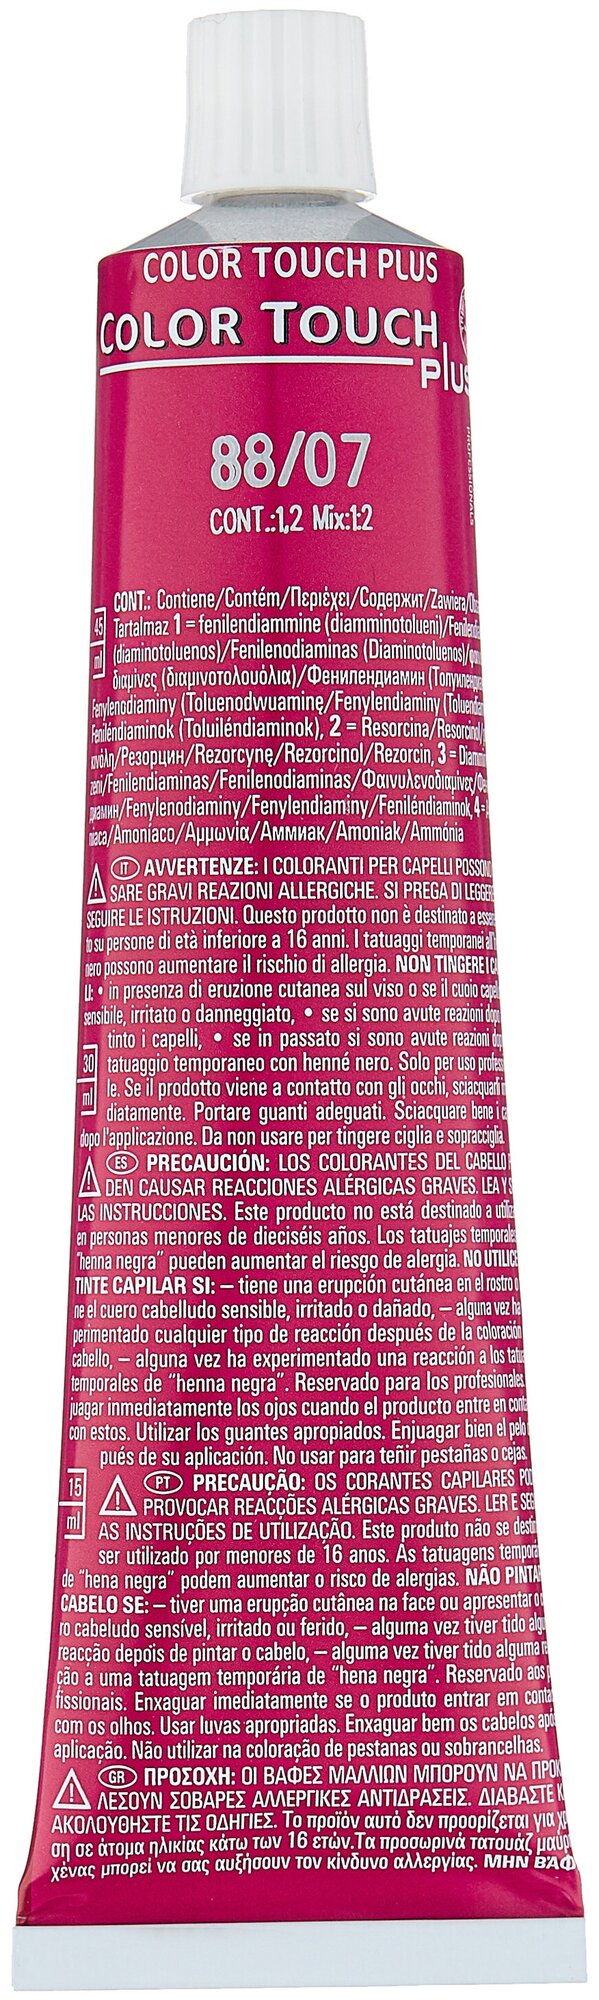 COLOR TOUCH PLUS
COLOR TOUCH
plus
PROFESSIONALS
88/07
CONT.:1,2 Mix:1:2
45
ml
CONT.: Contiene/Contém/Περιέχει/Содержит/Zawiera/
Tartalmaz 1 = fenilendiammine (diamminotolueni)/
(diaminotoluenos)/Fenilenodiaminas (Diaminotoluenos)/
διαμίνες (διαμινοτολουόλια)/Фенилендиамин
Fenylenodiaminy (Toluenodwuaminę/Fenylendiaminy
Feniléndiaminok (Toluiléndiaminok), 2 = Resorcina/Resorcinol/
κινόλη/Резорцин/Rezorcynę/Rezorcinol/Rezorcin, 3 =
zeni/Fenilendiaminas/Fenilenodiaminas/Φαινυλενοδιαμίνες/
диамин/Fenylenodiaminy/Fenylendiaminy/Feniléndiaminok, 4 =
niaca/Amoníaco/Αμμωνία/Аммиак/Amoniak/Ammónia
IT AVVERTENZE: I COLORANTI PER CAPELLI POSSONO
SARE GRAVI REAZIONI ALLERGICHE. SI PREGA DI LEGGERE
SEGUIRE LE ISTRUZIONI. Questo prodotto non è destinato a essere
to su persone di età inferiore a 16 anni. I tatuaggi temporanei
nero possono aumentare il rischio di allergia. NON TINGERE I
LI: • in presenza di eruzione cutanea sul viso o se il cuoio
sensibile, irritato o danneggiato, • se si sono avute reazioni dopo
tinto i capelli, • se in passato si sono avute reazioni dopo
30
ml
tatuaggio temporaneo con henné nero. Solo per uso
le. Se il prodotto viene a contatto con gli occhi, sciacquarli
diatamente. Portare guanti adeguati. Sciacquare bene i
dopo l'applicazione. Da non usare per tingere ciglia e sopracciglia.
ES PRECAUCIÓN: LOS COLORANTES DEL CABELLO
DEN CAUSAR REACCIONES ALÉRGICAS GRAVES. LEA Y
LAS INSTRUCCIONES. Este producto no está destinado a
en personas menores de dieciséis años. Los tatuajes temporales
"henna negra" pueden aumentar el riesgo de alergia. NO UTILICE
TINTE CAPILAR SI: – tiene una erupción cutánea en el rostro o
ne el cuero cabelludo sensible, irritado o dañado, – alguna vez ha
perimentado cualquier tipo de reacción después de la coloración
cabello, – alguna vez ha experimentado una reacción a los
temporales de "henna negra". Reservado para los profesionales.
juagar inmediatamente los ojos cuando el producto entre en
con estos. Utilizar los guantes apropiados. Enjuagar bien el pelo
pués de su aplicación. No usar para teñir pestañas o cejas.
15
ml
PT PRECAUÇÃO: OS CORANTES CAPILARES
PROVOCAR REACÇÕES ALÉRGICAS GRAVES. LER E
AS INSTRUÇÕES DE UTILIZAÇÃO. Este produto não se
ser utilizado por menores de 16 anos. As tatuagens
de "hena negra" podem aumentar o risco de alergias. NÃO PINTAR
CABELO SE: – tiver uma erupção cutânea na face ou apresentar o
ro cabeludo sensível, irritado ou ferido, – alguma vez tiver tido
reacção depois de pintar o cabelo, – alguma vez tiver tido alguma
ção a uma tatuagem temporária de "hena negra". Reservado aos
fissionais. Enxaguar imediatamente se o produto entrar em
com os olhos. Usar luvas apropriadas. Enxaguar bem os cabelos após
aplicação. Não utilizar na coloração de pestanas ou sobrancelhas.
GR ΠΡΟΣΟΧΗ: ΟΙ ΒΑΦΕΣ ΜΑΛΛΙΩΝ ΜΠΟΡΟΥΝ ΝΑ
ΛΕΣΟΥΝ ΣΟΒΑΡΕΣ ΑΛΛΕΡΓΙΚΕΣ ΑΝΤΙΔΡΑΣΕΙΣ. ΔΙΑΒΑΣΤΕ
ΑΚΟΛΟΥΘΗΣΤΕ ΤΙΣ ΟΔΗΓΙΕΣ. Το προϊόν αυτό δεν προορίζεται για
ση σε άτομα ηλικίας κάτω των 16 ετών.Τα προσωρινά τατουάζ
χένας μπορεί να σας αυξήσουν τον κίνδυνο αλλεργίας. ΜΗΝ